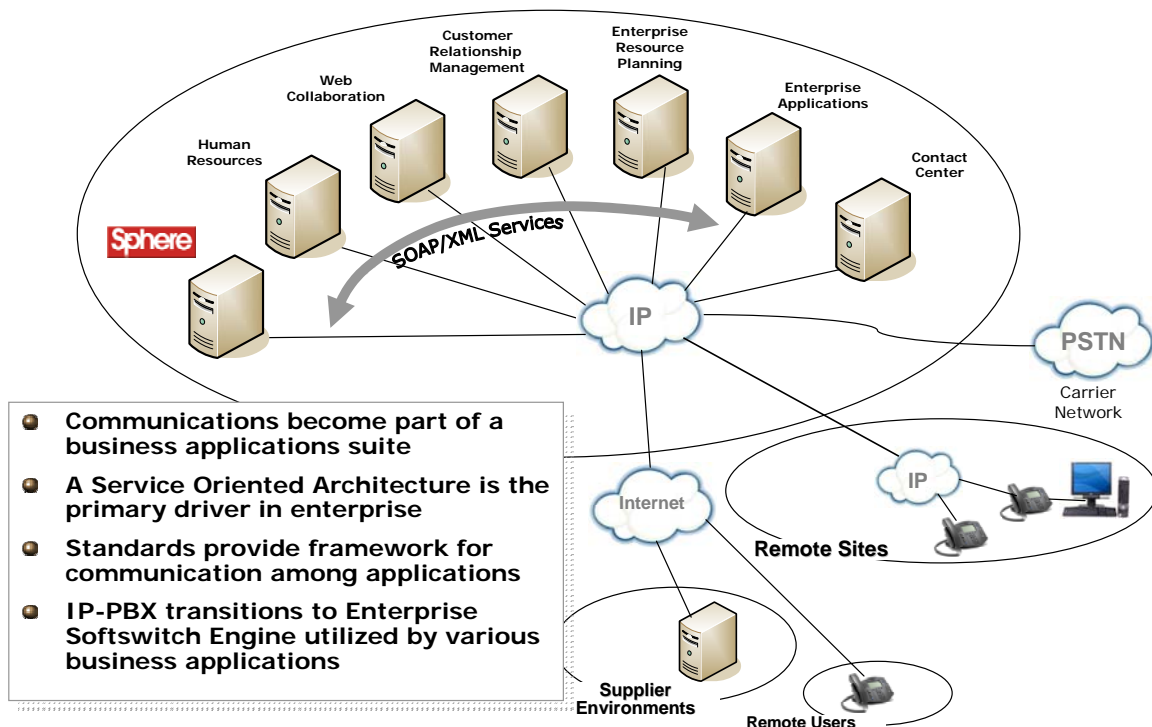 Customer
Relationship
Management
Enterprise
Resource
Planning
Web
Collaboration
Enterprise
Applications
Human
Resources
Contact
Center
Sphere
SOAP/XML Services
IP
PSTN
Carrier
Network
Communications become part of a
business applications suite
A Service Oriented Architecture is the
primary driver in enterprise
Standards provide framework for
communication among applications
IP-PBX transitions to Enterprise
Softswitch Engine utilized by various
business applications
Internet
IP
Remote Sites
Supplier
Environments
Remote Users